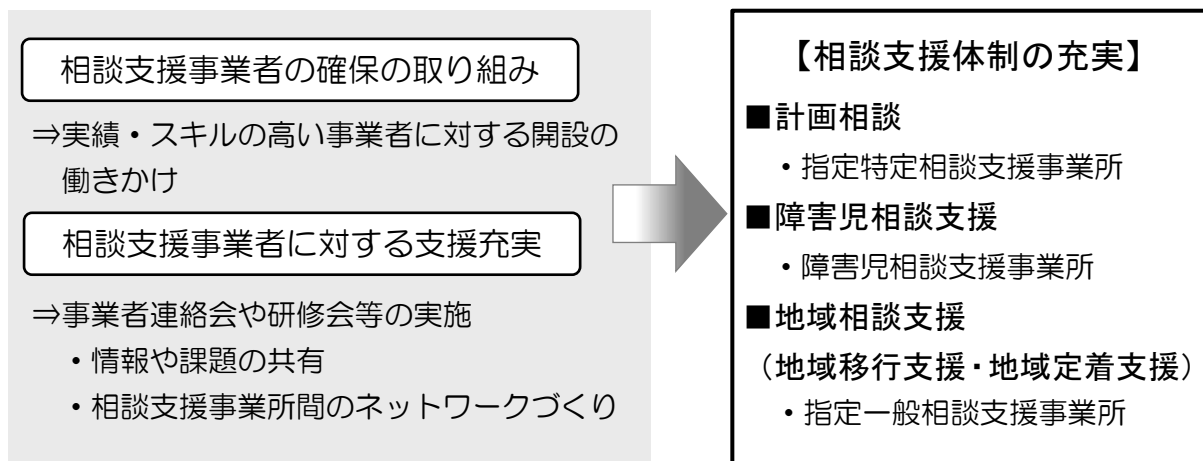 相談支援事業者の確保の取り組み
⇒実績・スキルの高い事業者に対する開設の
働きかけ
相談支援事業者に対する支援充実
⇒事業者連絡会や研修会等の実施
・情報や課題の共有
・相談支援事業所間のネットワークづくり
【相談支援体制の充実】
■計画相談
・指定特定相談支援事業所
■障害児相談支援
・障害児相談支援事業所
■地域相談支援
（地域移行支援・地域定着支援）
・指定一般相談支援事業所